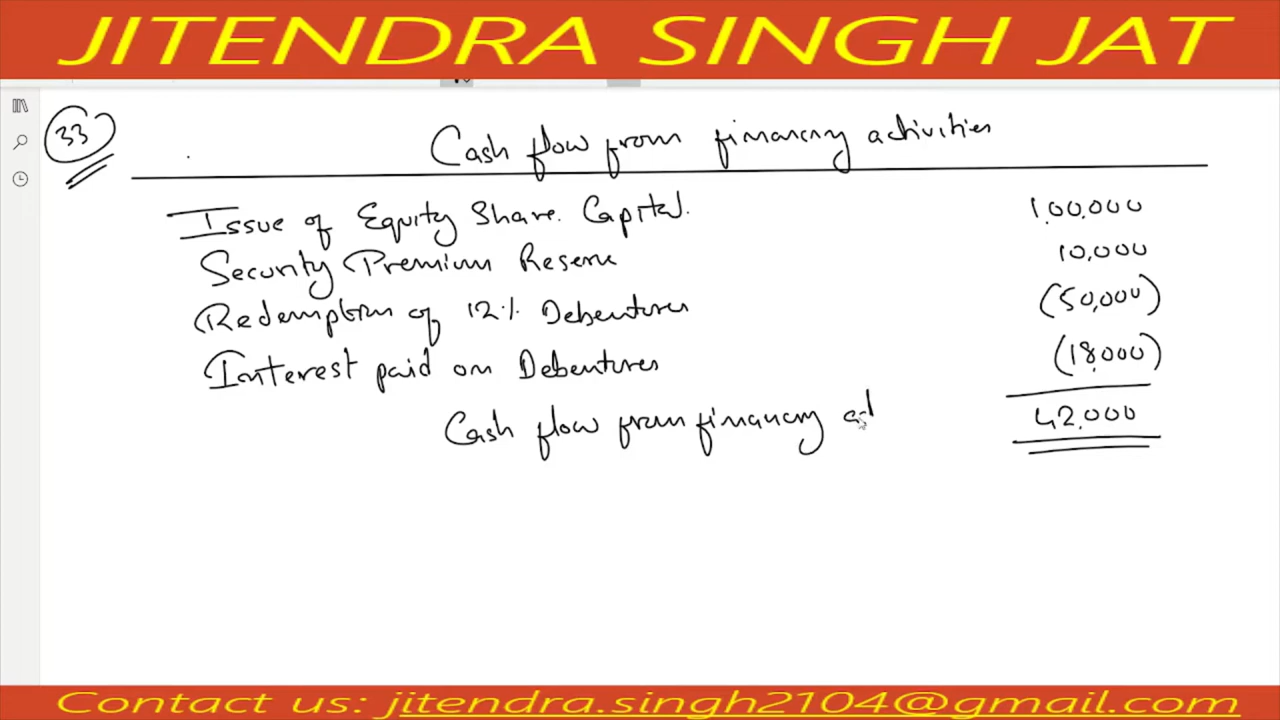 JITENDRA SINGH JAT
33
Cash flow from financing activities
Issue of Equity Share Capital. 1,00,000
Security Premium Reserve 10,000
Redemption of 12% Debentures (50,000)
Interest paid on Debentures (18,000)
Cash flow from financing act 42,000
Contact us: jitendra.singh2104@gmail.com